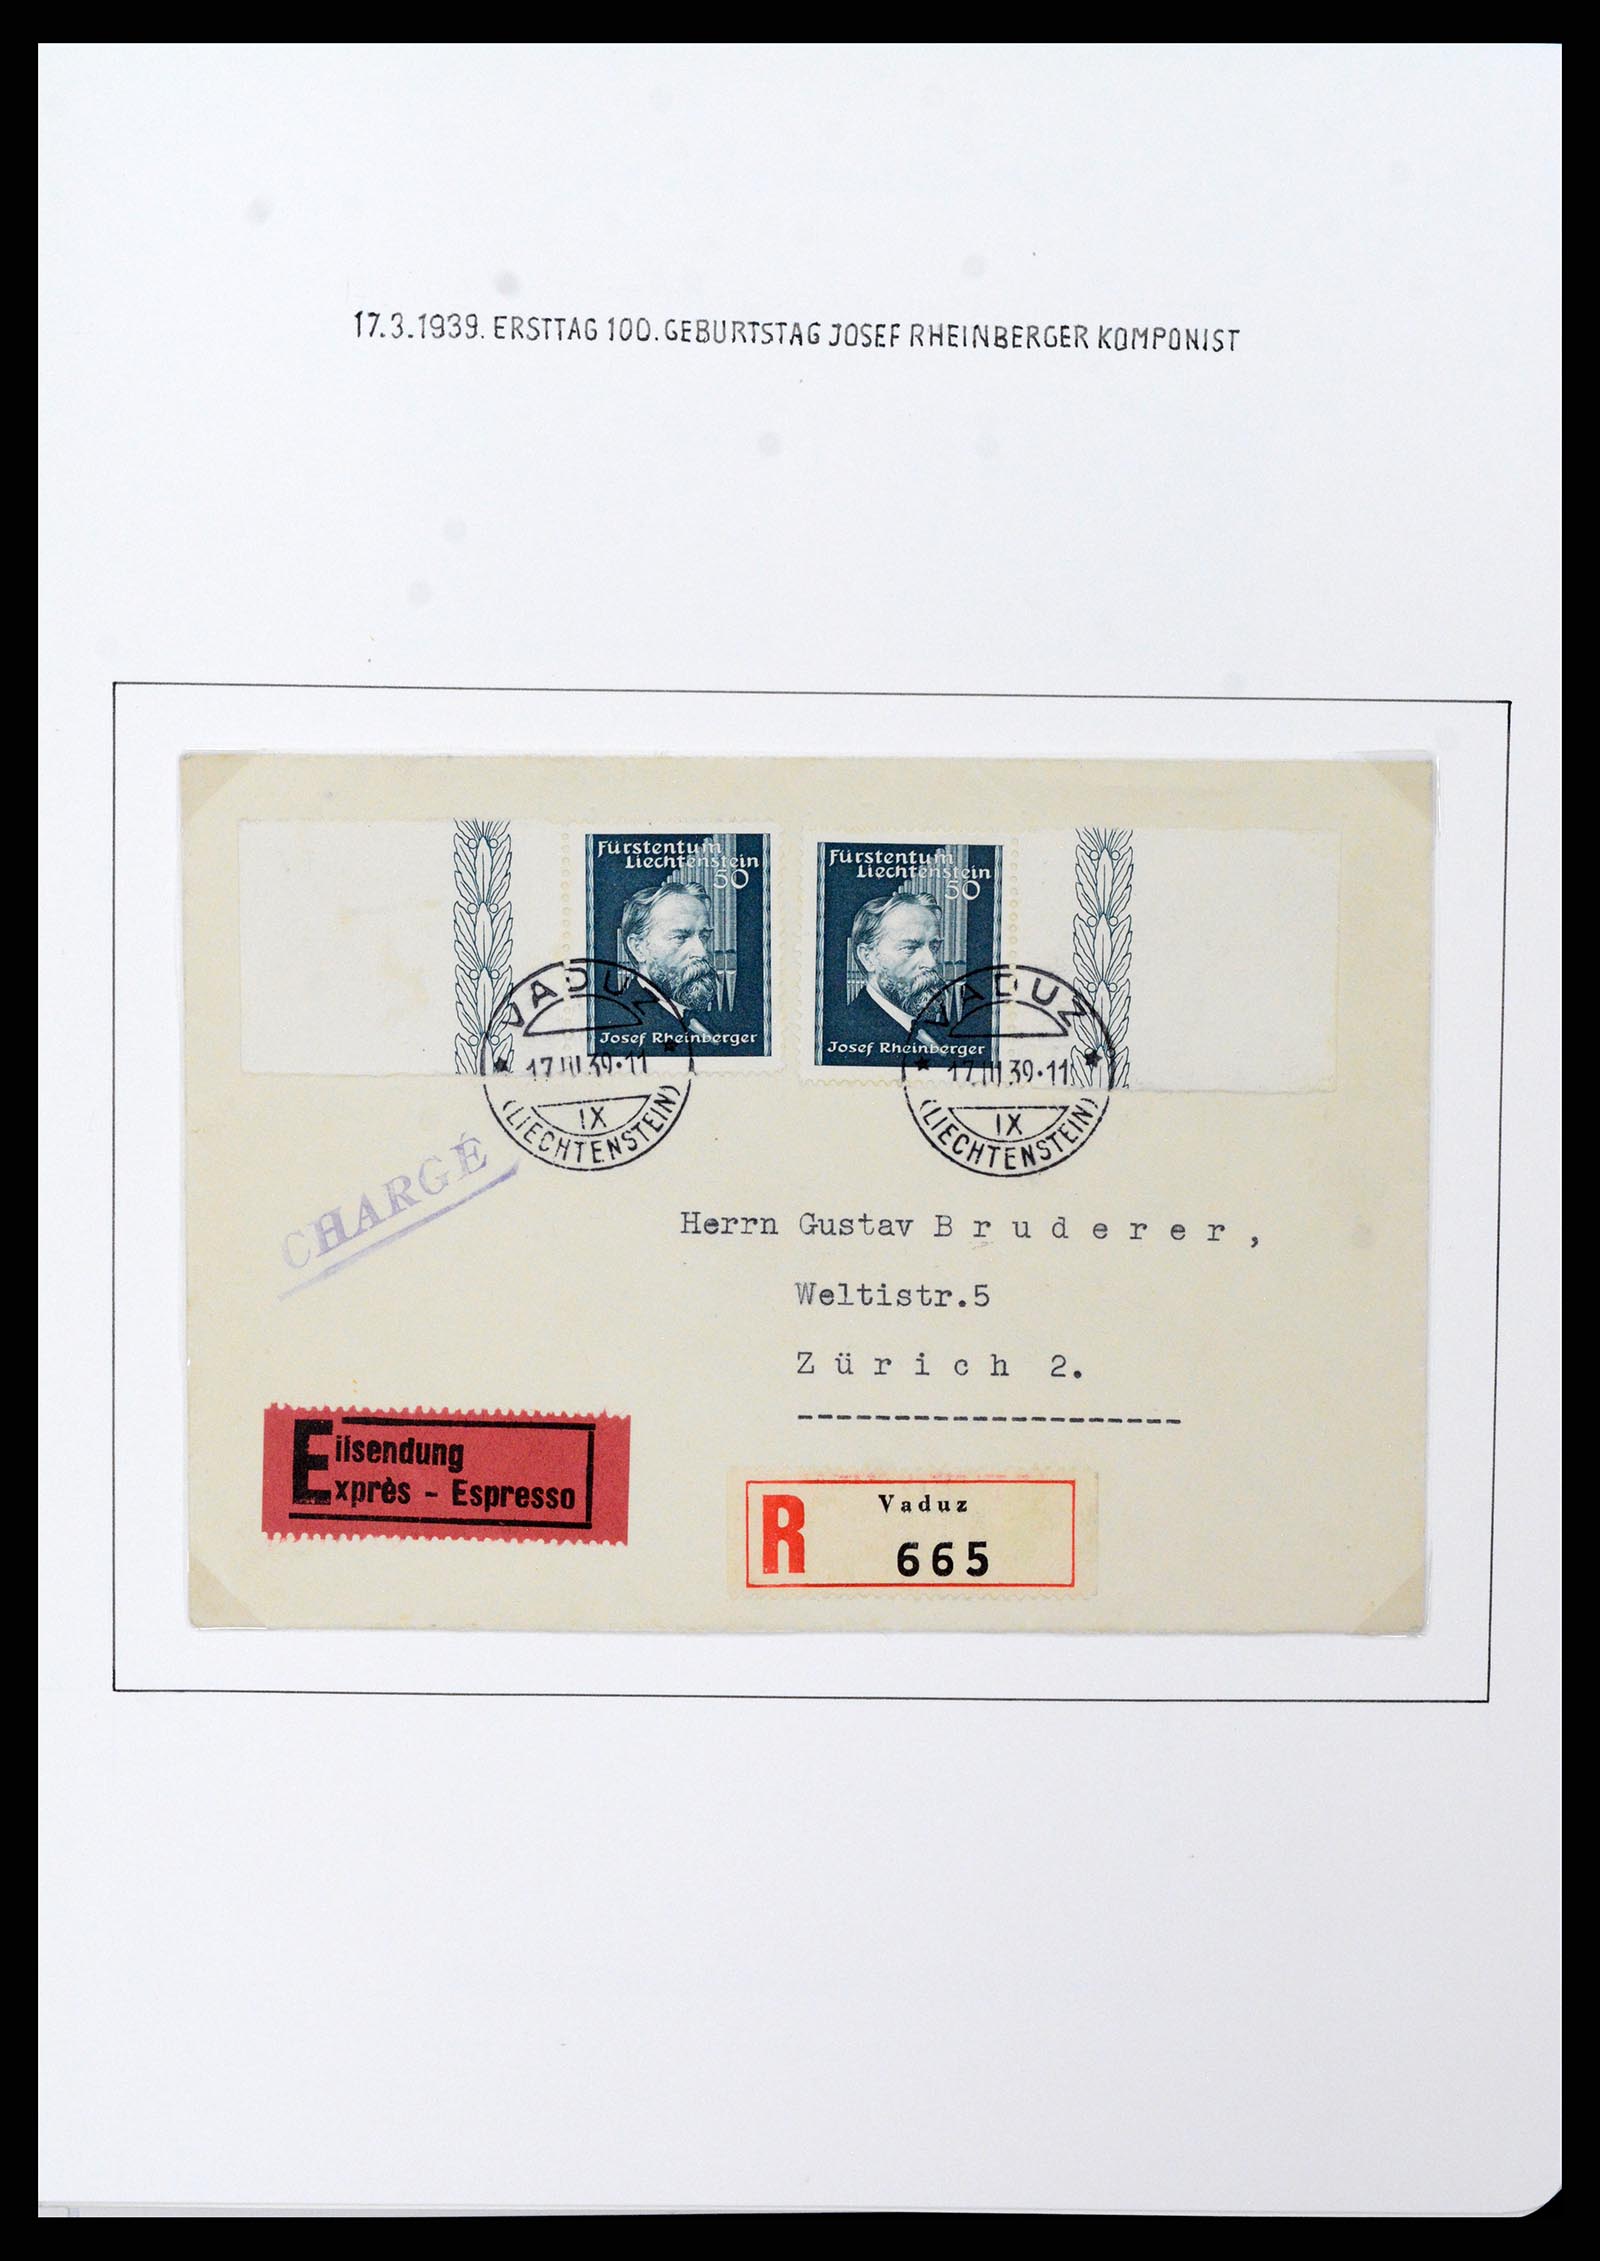 17.3.1939. ERSTTAG 100. GEBURTSTAG JOSEF RHEINBERGER KOMPONIST
Fürstentum
Liechtenstein
50
Josef Rheinberger
Fürstentum
Liechtenstein
50
Josef Rheinberger
VADUZ
17.III.39.11
IX
(LIECHTENSTEIN)
VADUZ
17.III.39.11
IX
(LIECHTENSTEIN)
CHARGÉ
Herrn Gustav Bruderer,
Weltistr.5
Zürich 2.
Eilsendung
Exprès - Espresso
R
Vaduz
665